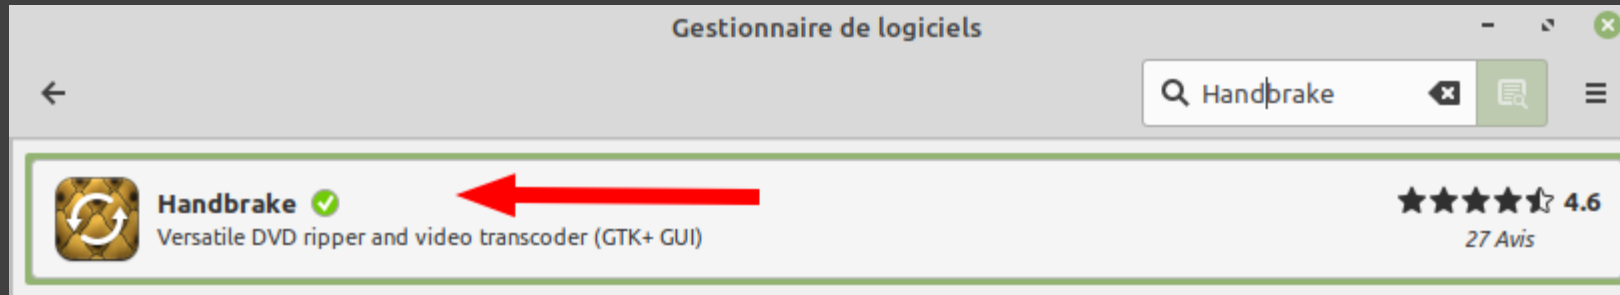 Gestionnaire de logiciels
Handbrake
Handbrake
4.6
Versatile DVD ripper and video transcoder (GTK+ GUI)
27 Avis